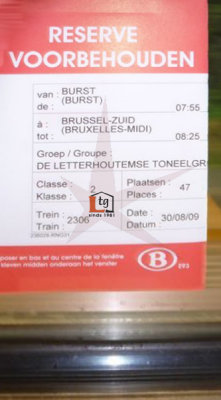 RESERVE
VOORBEHOUDEN
van : BURST
(BURST)
de : 07:55
à : BRUSSEL-ZUID
(BRUXELLES-MIDI)
tot : 08:25
Groep / Groupe :
DE LETTERHOUTEMSE TONEELGR
Classe : Plaatsen :
Klasse : 2 Places : 47
tg
sinds 1981
Trein : Date :
Train : 2306 Datum : 30/08/09
poser en bas et au centre de la fenêtre
kleven midden onderaan het venster
B